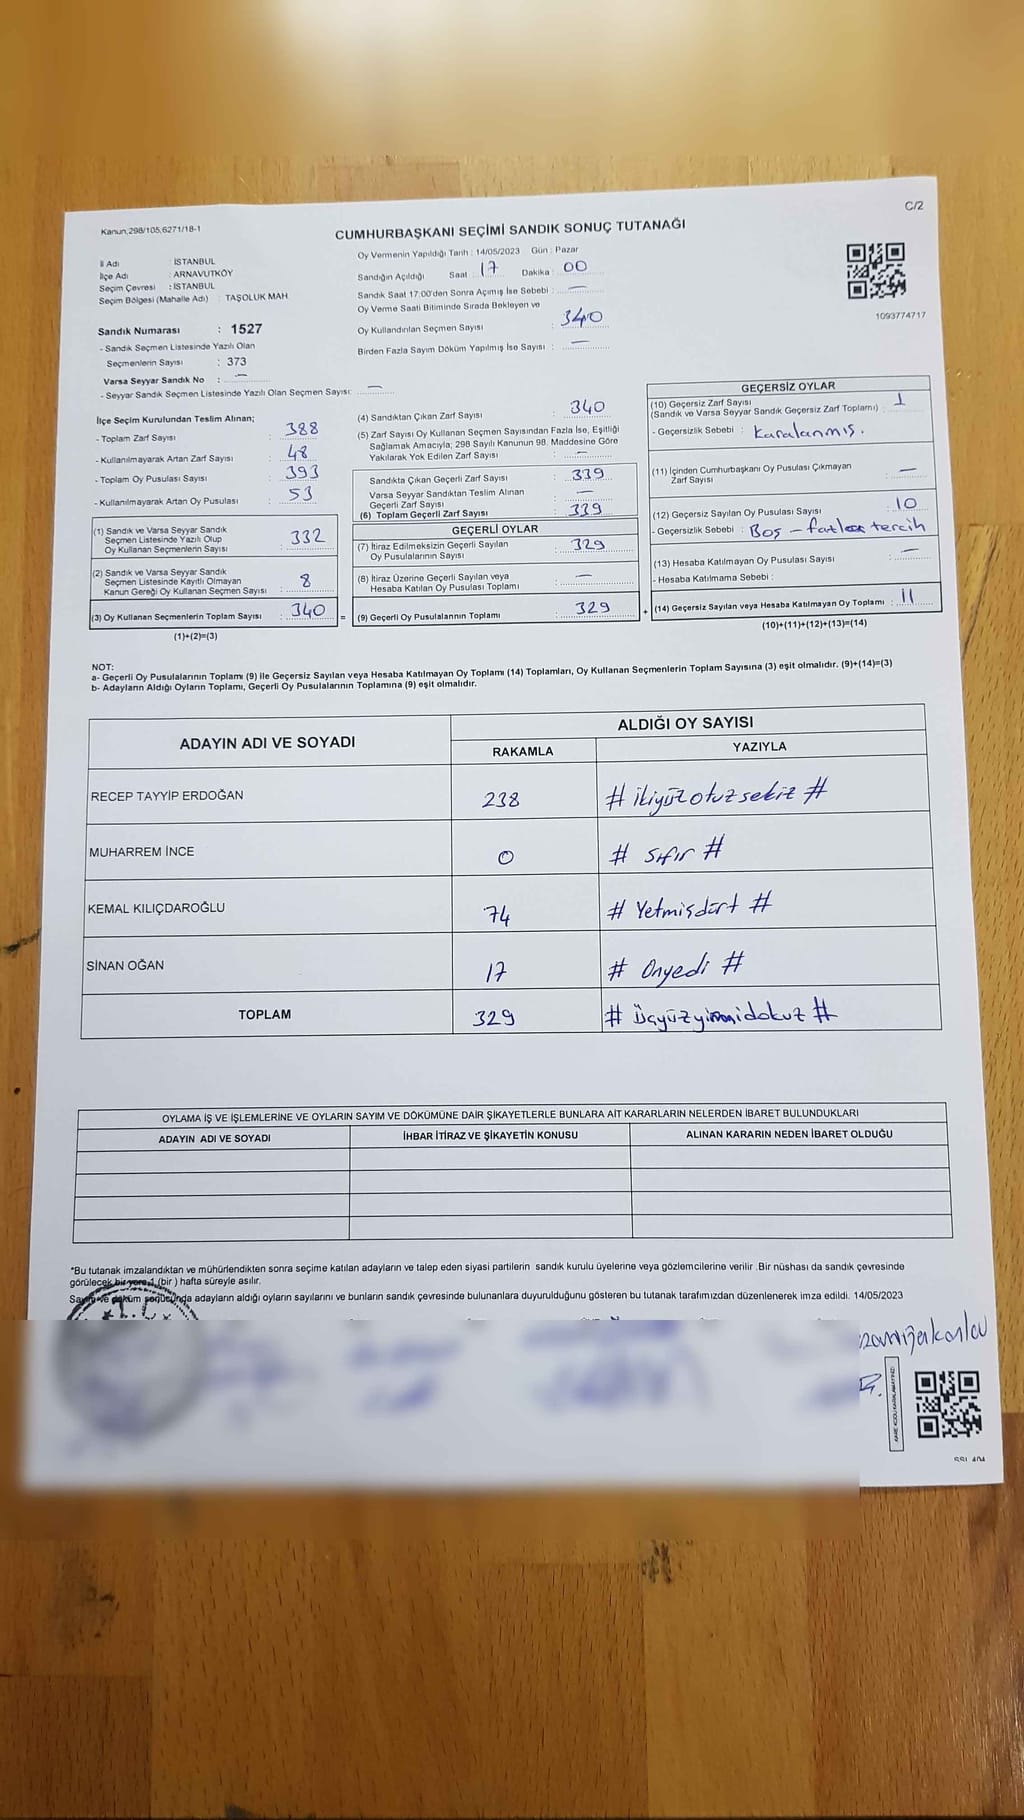 C/2
Kanun;298/105,6271/18-1
CUMHURBAŞKANI SEÇİMİ SANDIK SONUÇ TUTANAĞI
İl Adı : İSTANBUL
İlçe Adı : ARNAVUTKÖY
Seçim Çevresi : İSTANBUL
Seçim Bölgesi (Mahalle Adı) : TAŞOLUK MAH
Sandık Numarası : 1527
- Sandık Seçmen Listesinde Yazılı Olan
Seçmenlerin Sayısı : 373
Varsa Seyyar Sandık No : —
- Seyyar Sandık Seçmen Listesinde Yazılı Olan Seçmen Sayısı: —
Oy Vermenin Yapıldığı Tarih : 14/05/2023 Gün : Pazar
Sandığın Açıldığı Saat : 17 Dakika : 00
Sandık Saat 17:00'den Sonra Açımış İse Sebebi : —
Oy Verme Saati Bitiminde Sırada Bekleyen ve
Oy Kullandırılan Seçmen Sayısı : 340
Birden Fazla Sayım Döküm Yapılmış İse Sayısı : —
1093774717
İlçe Seçim Kurulundan Teslim Alınan;
- Toplam Zarf Sayısı : 388
- Kullanılmayarak Artan Zarf Sayısı : 48
- Toplam Oy Pusulası Sayısı : 393
- Kullanılmayarak Artan Oy Pusulası : 53
(1) Sandık ve Varsa Seyyar Sandık
Seçmen Listesinde Yazılı Olup
Oy Kullanan Seçmenlerin Sayısı : 332
(2) Sandık ve Varsa Seyyar Sandık
Seçmen Listesinde Kayıtlı Olmayan
Kanun Gereği Oy Kullanan Seçmen Sayısı : 8
(3) Oy Kullanan Seçmenlerin Toplam Sayısı : 340 =
(1)+(2)=(3)
(4) Sandıktan Çıkan Zarf Sayısı : 340
(5) Zarf Sayısı Oy Kullanan Seçmen Sayısından Fazla İse, Eşitliği
Sağlamak Amacıyla; 298 Sayılı Kanunun 98. Maddesine Göre
Yakılarak Yok Edilen Zarf Sayısı : —
Sandıkta Çıkan Geçerli Zarf Sayısı : 339
Varsa Seyyar Sandıktan Teslim Alınan
Geçerli Zarf Sayısı : —
(6) Toplam Geçerli Zarf Sayısı : 339
GEÇERLİ OYLAR
(7) İtiraz Edilmeksizin Geçerli Sayılan
Oy Pusulalarının Sayısı : 329
(8) İtiraz Üzerine Geçerli Sayılan veya
Hesaba Katılan Oy Pusulası Toplamı : —
(9) Geçerli Oy Pusulalarının Toplamı : 329 +
GEÇERSİZ OYLAR
(10) Geçersiz Zarf Sayısı
(Sandık ve Varsa Seyyar Sandık Geçersiz Zarf Toplamı) : 1
- Geçersizlik Sebebi : Karalanmış.
(11) İçinden Cumhurbaşkanı Oy Pusulası Çıkmayan
Zarf Sayısı : —
(12) Geçersiz Sayılan Oy Pusulası Sayısı : 10
- Geçersizlik Sebebi : Boş – tercih
(13) Hesaba Katılmayan Oy Pusulası Sayısı : —
- Hesaba Katılmama Sebebi :
(14) Geçersiz Sayılan veya Hesaba Katılmayan Oy Toplamı : 11
(10)+(11)+(12)+(13)=(14)
NOT:
a- Geçerli Oy Pusulalarının Toplamı (9) ile Geçersiz Sayılan veya Hesaba Katılmayan Oy Toplamı (14) Toplamları, Oy Kullanan Seçmenlerin Toplam Sayısına (3) eşit olmalıdır. (9)+(14)=(3)
b- Adayların Aldığı Oyların Toplamı, Geçerli Oy Pusulalarının Toplamına (9) eşit olmalıdır.
ADAYIN ADI VE SOYADI
ALDIĞI OY SAYISI
RAKAMLA YAZIYLA
RECEP TAYYİP ERDOĞAN 238 # ikiyüzotuzsekiz #
MUHARREM İNCE 0 # sıfır #
KEMAL KILIÇDAROĞLU 74 # Yetmişdört #
SİNAN OĞAN 17 # Onyedi #
TOPLAM 329 # Üçyüzyirmidokuz #
OYLAMA İŞ VE İŞLEMLERİNE VE OYLARIN SAYIM VE DÖKÜMÜNE DAİR ŞİKAYETLERLE BUNLARA AİT KARARLARIN NELERDEN İBARET BULUNDUKLARI
ADAYIN ADI VE SOYADI İHBAR İTİRAZ VE ŞİKAYETİN KONUSU ALINAN KARARIN NEDEN İBARET OLDUĞU
*Bu tutanak imzalandıktan ve mühürlendikten sonra seçime katılan adayların ve talep eden siyasi partilerin sandık kurulu üyelerine veya gözlemcilerine verilir .Bir nüshası da sandık çevresinde
görülecek bir yere 1 (bir ) hafta süreyle asılır.
Sayım ve döküm sonucunda adayların aldığı oyların sayılarını ve bunların sandık çevresinde bulunanlara duyurulduğunu gösteren bu tutanak tarafımızdan düzenlenerek imza edildi. 14/05/2023